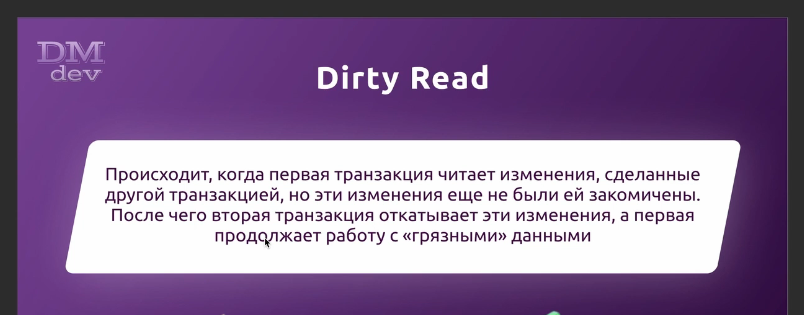 DM
dev
Dirty Read
Происходит, когда первая транзакция читает изменения, сделанные
другой транзакцией, но эти изменения еще не были ей закомичены.
После чего вторая транзакция откатывает эти изменения, а первая
продолжает работу с «грязными» данными